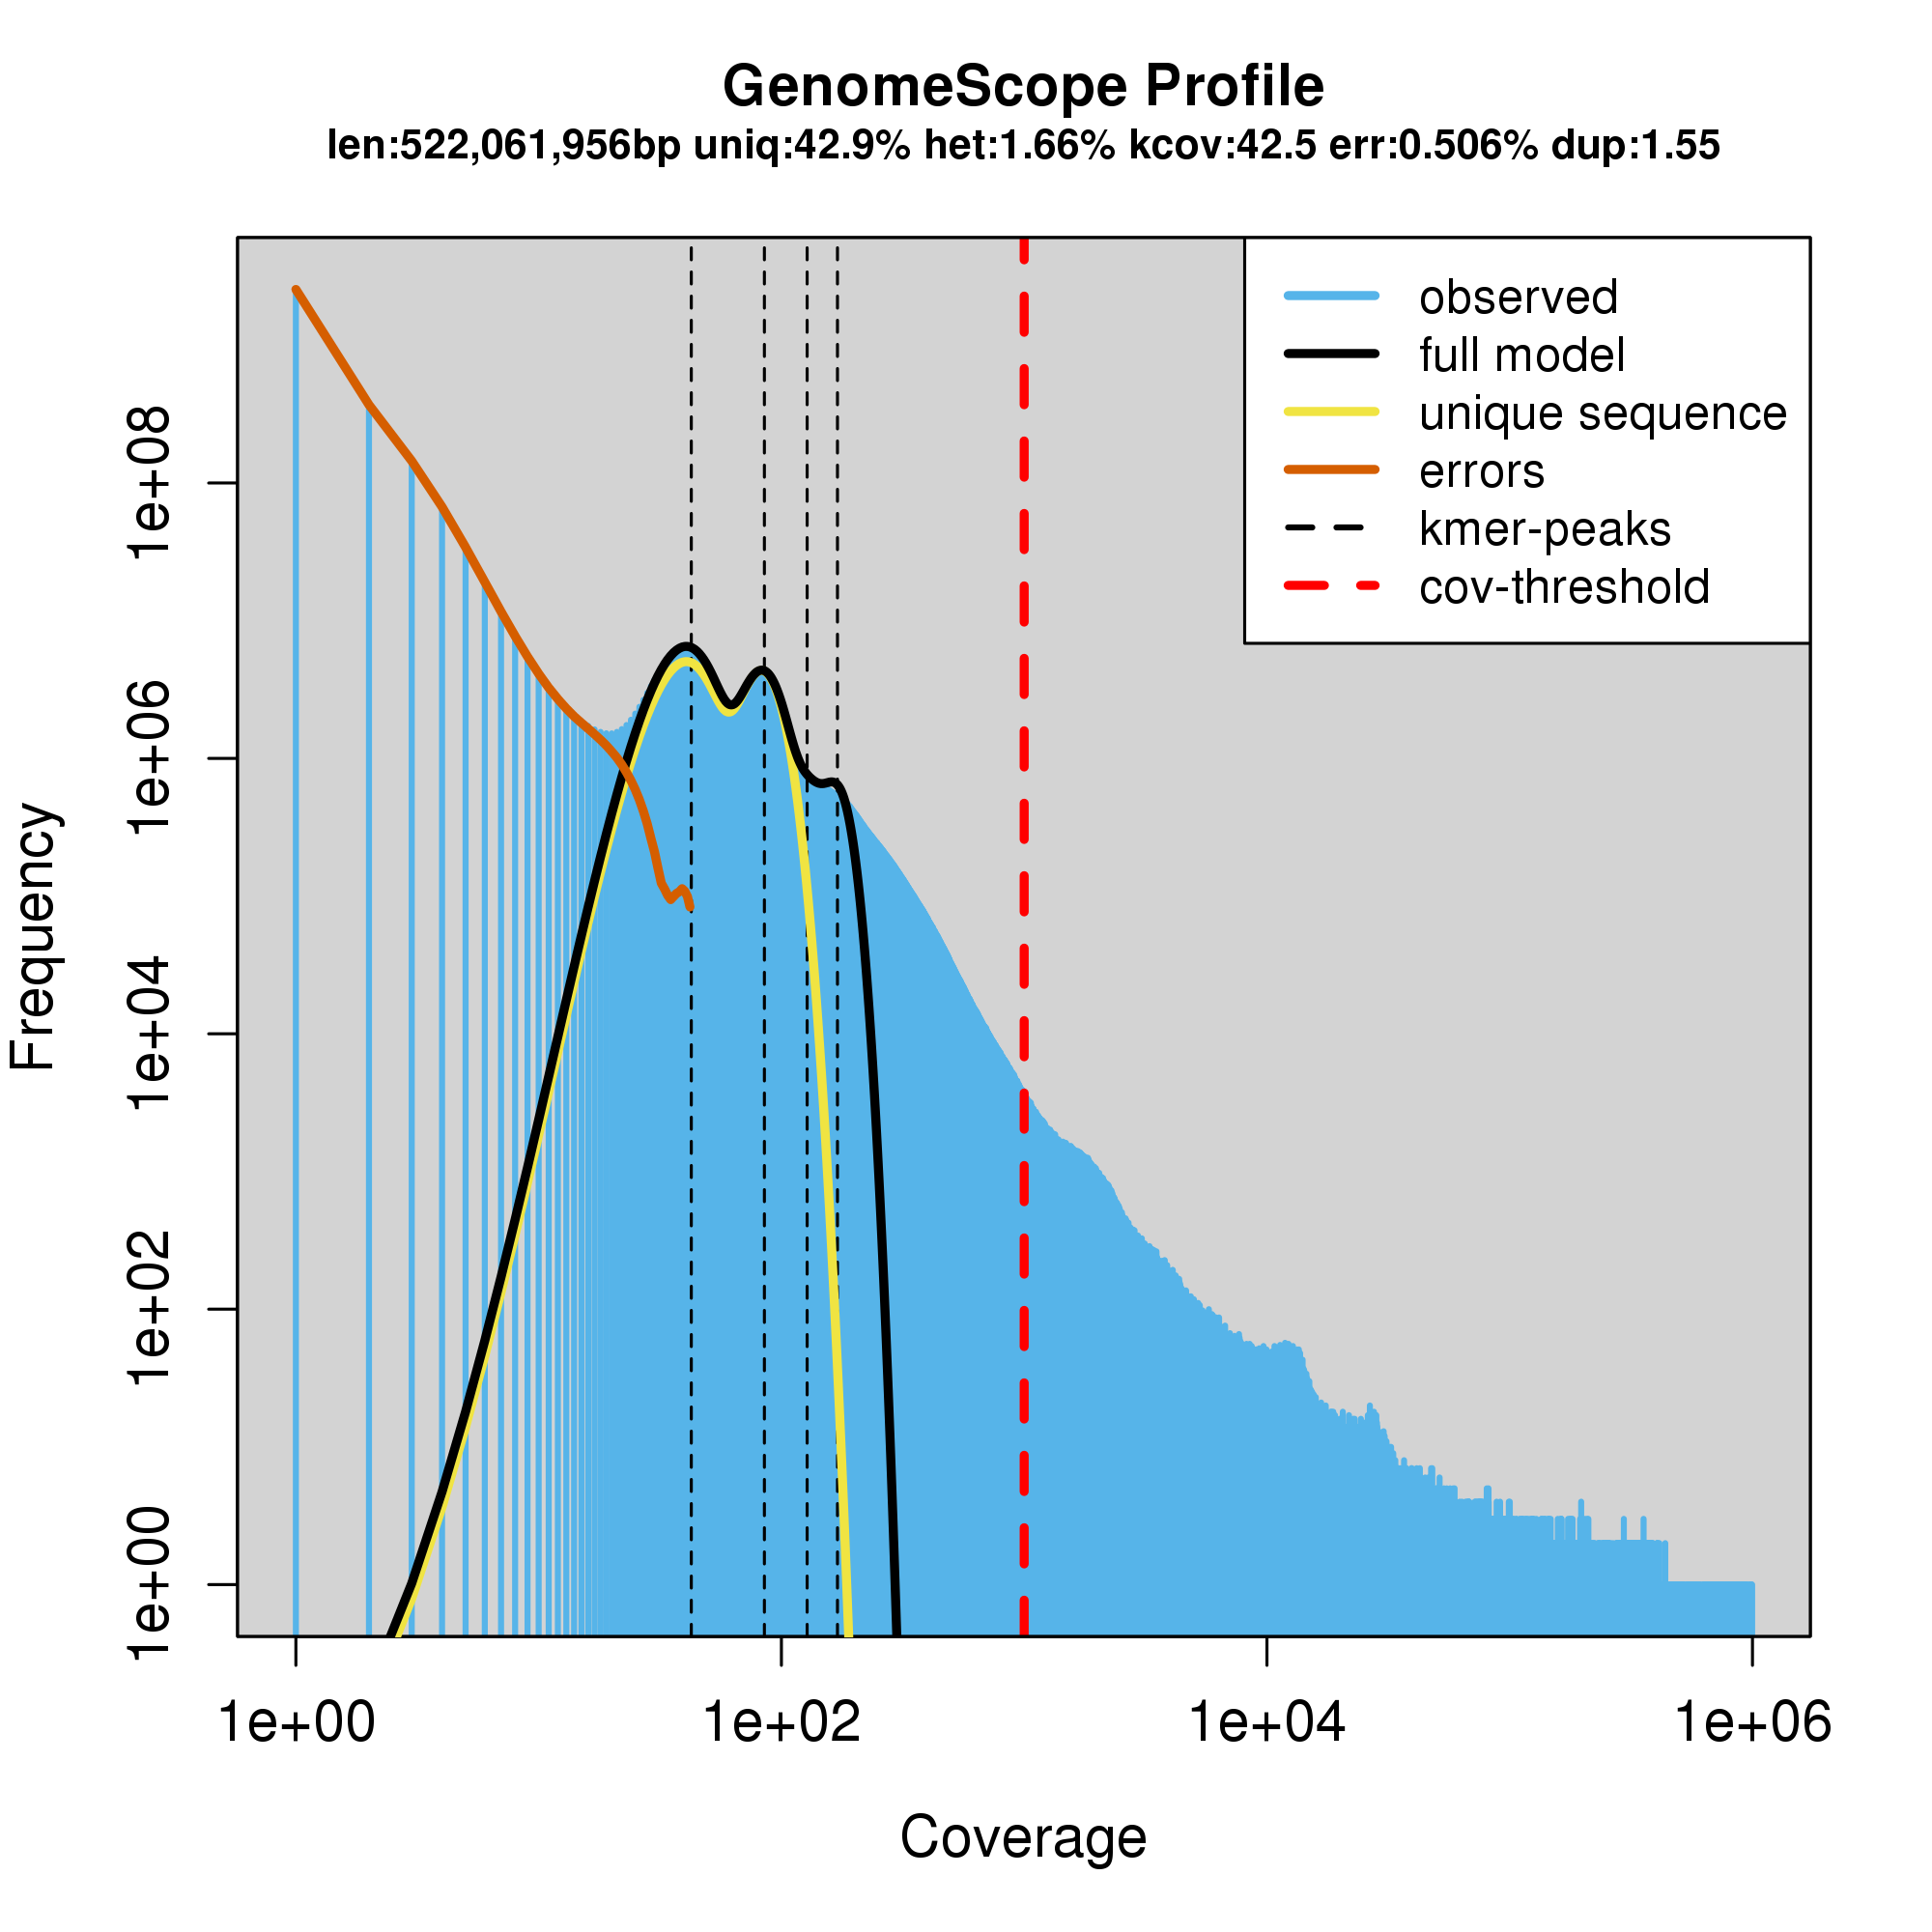 GenomeScope Profile
len:522,061,956bp uniq:42.9% het:1.66% kcov:42.5 err:0.506% dup:1.55
observed
full model
unique sequence
errors
kmer-peaks
cov-threshold
Frequency
1e+08
1e+06
1e+04
1e+02
1e+00
1e+00 1e+02 1e+04 1e+06
Coverage